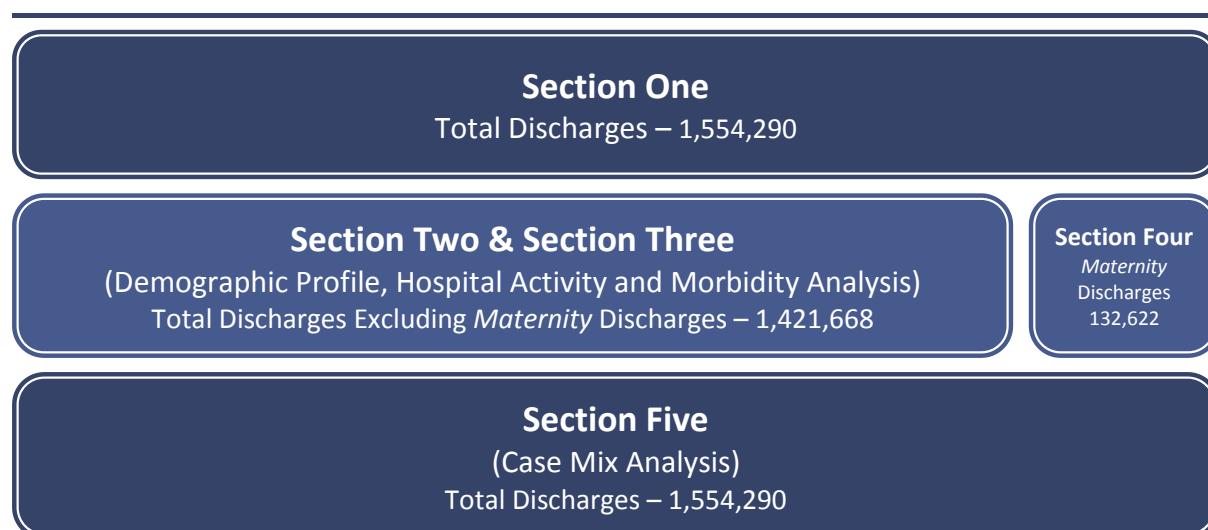 Section One
Total Discharges – 1,554,290
Section Two & Section Three
(Demographic Profile, Hospital Activity and Morbidity Analysis)
Total Discharges Excluding Maternity Discharges – 1,421,668
Section Four
Maternity
Discharges
132,622
Section Five
(Case Mix Analysis)
Total Discharges – 1,554,290